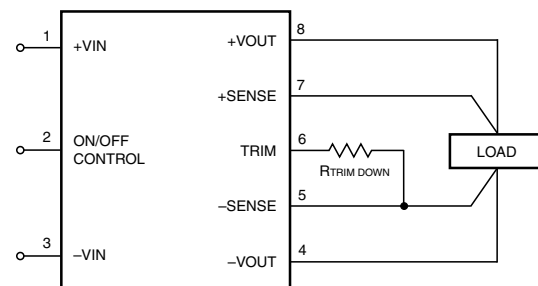 1
+VIN
2
ON/OFF
CONTROL
3
–VIN
+VOUT
8
+SENSE
7
TRIM
6
RTRIM DOWN
–SENSE
5
–VOUT
4
LOAD